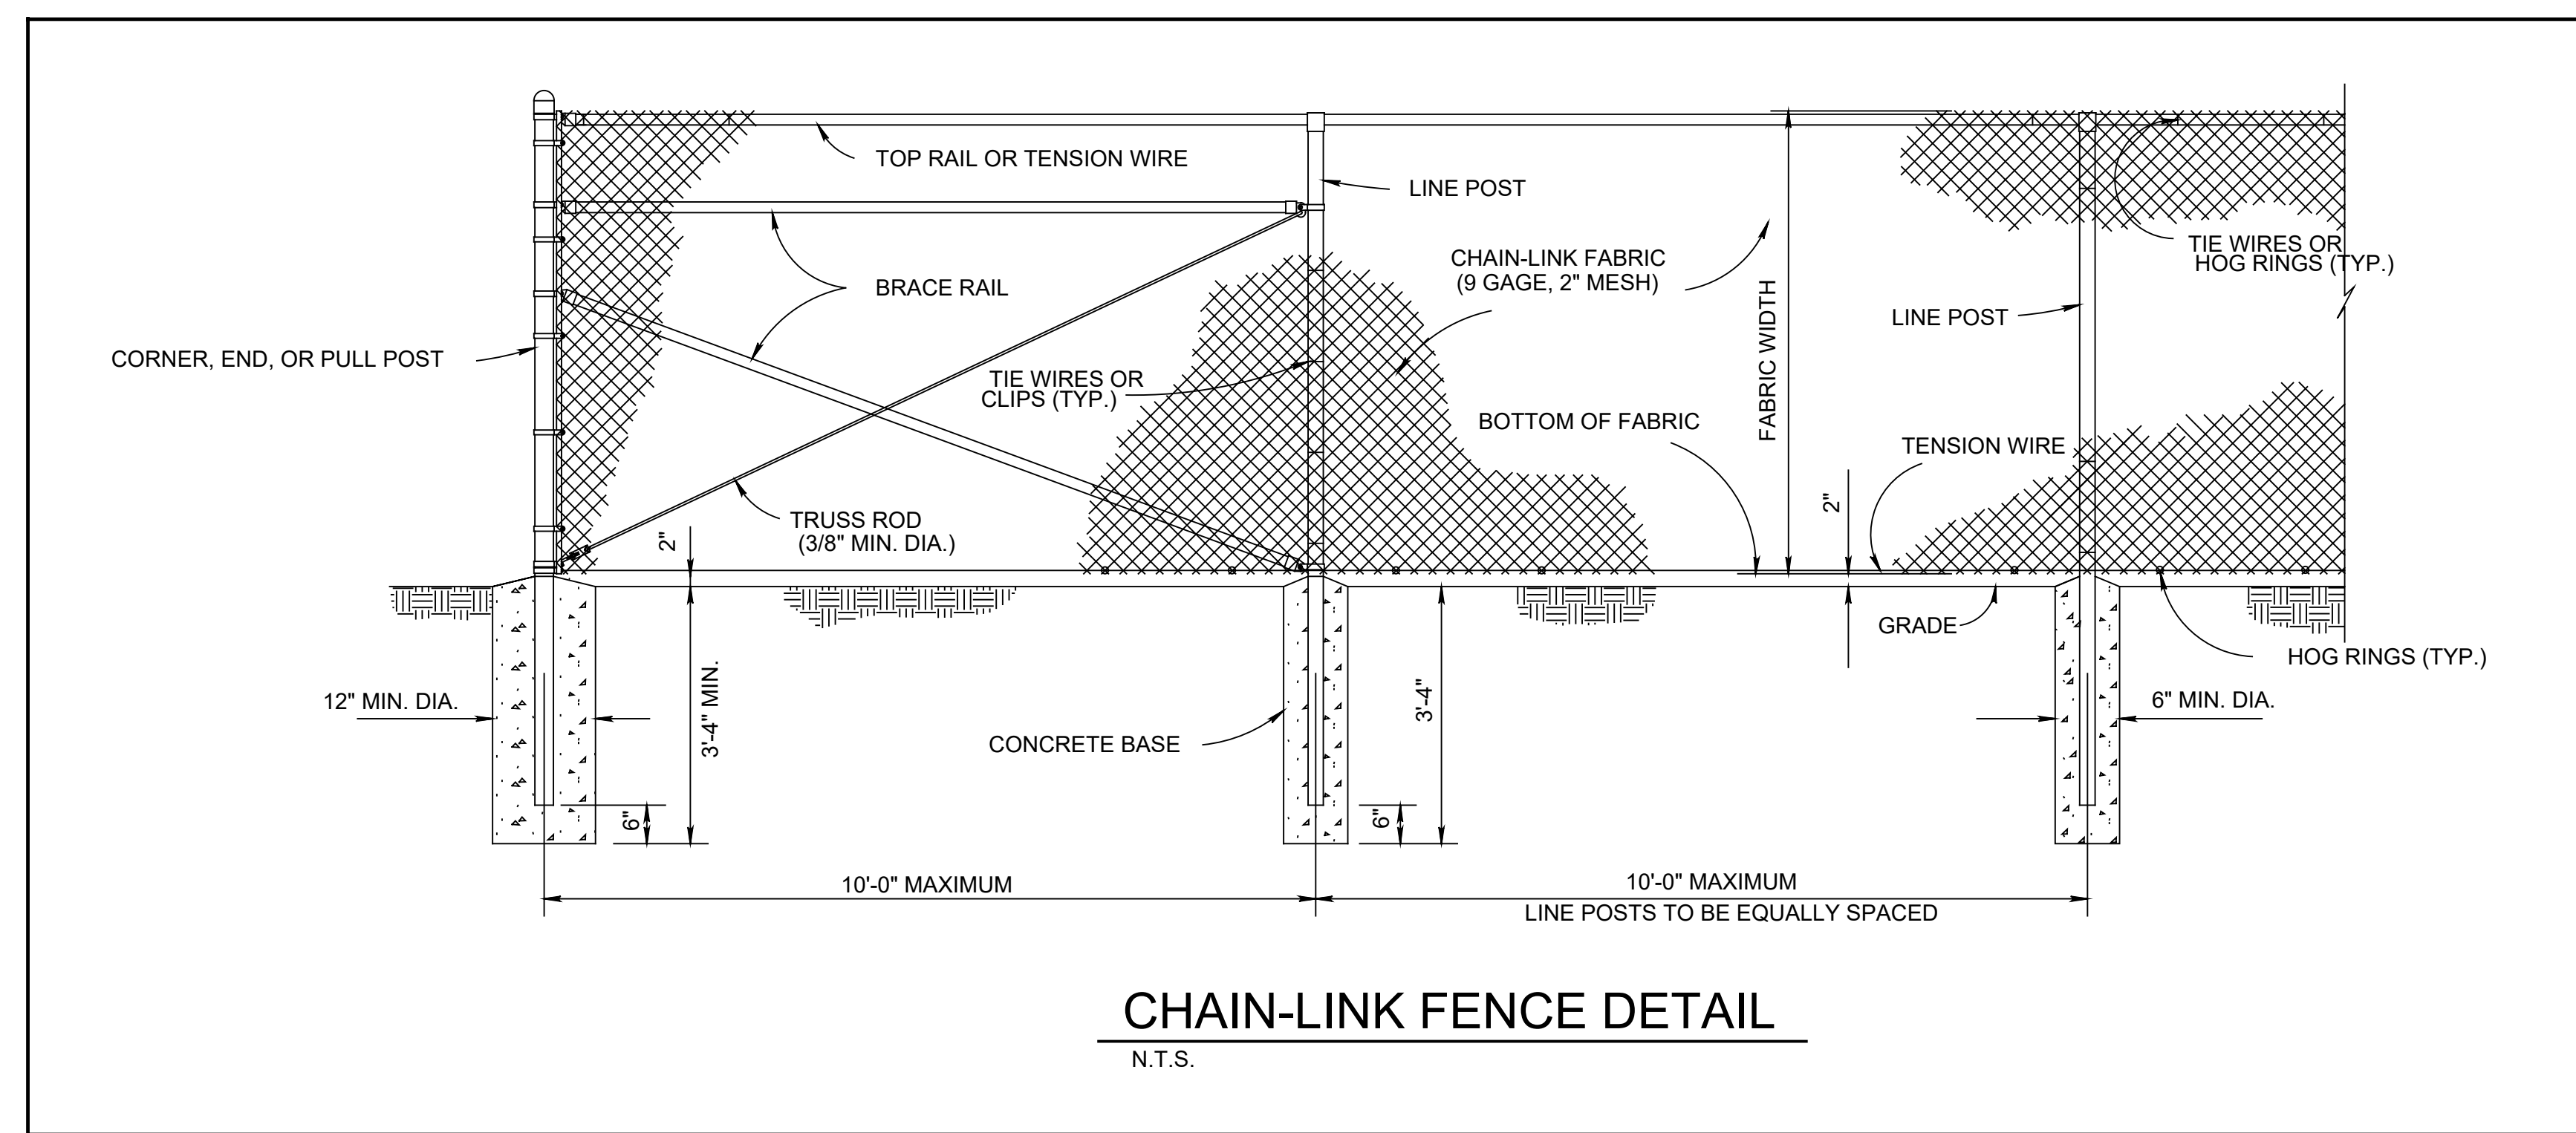 TOP RAIL OR TENSION WIRE
LINE POST
TIE WIRES OR
HOG RINGS (TYP.)
CHAIN-LINK FABRIC
(9 GAGE, 2" MESH)
BRACE RAIL
FABRIC WIDTH
LINE POST
CORNER, END, OR PULL POST
TIE WIRES OR
CLIPS (TYP.)
BOTTOM OF FABRIC
TENSION WIRE
2"
TRUSS ROD
(3/8" MIN. DIA.)
2"
GRADE
HOG RINGS (TYP.)
12" MIN. DIA.
3'-4" MIN.
3'-4"
6" MIN. DIA.
CONCRETE BASE
6"
6"
10'-0" MAXIMUM
10'-0" MAXIMUM
LINE POSTS TO BE EQUALLY SPACED
CHAIN-LINK FENCE DETAIL
N.T.S.